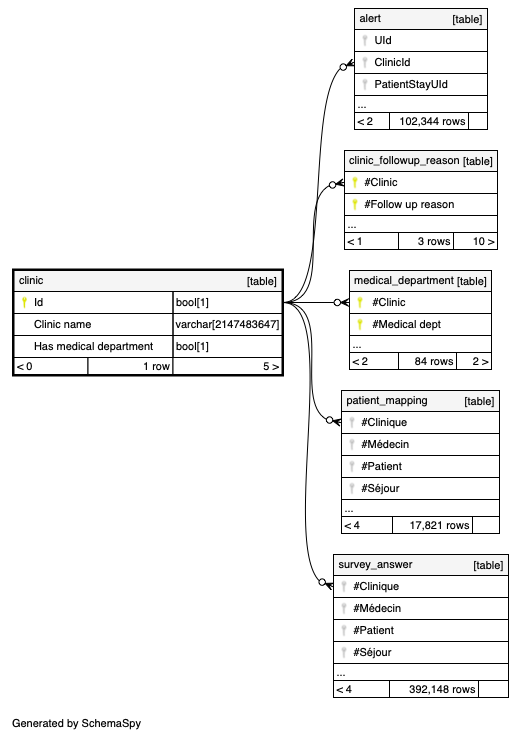 alert [table]
UId
ClinicId
PatientStayUId
...
< 2 102,344 rows
clinic_followup_reason [table]
#Clinic
#Follow up reason
...
< 1 3 rows 10 >
clinic [table]
Id bool[1]
Clinic name varchar[2147483647]
Has medical department bool[1]
< 0 1 row 5 >
medical_department [table]
#Clinic
#Medical dept
...
< 2 84 rows 2 >
patient_mapping [table]
#Clinique
#Médecin
#Patient
#Séjour
...
< 4 17,821 rows
survey_answer [table]
#Clinique
#Médecin
#Patient
#Séjour
...
< 4 392,148 rows
Generated by SchemaSpy